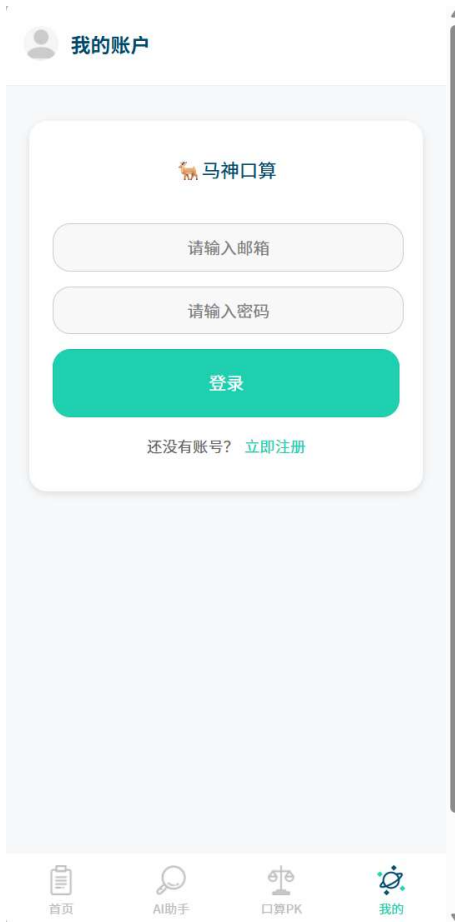 我的账户
马神口算
请输入邮箱
请输入密码
登录
还没有账号？ 立即注册
首页 AI助手 口算PK 我的